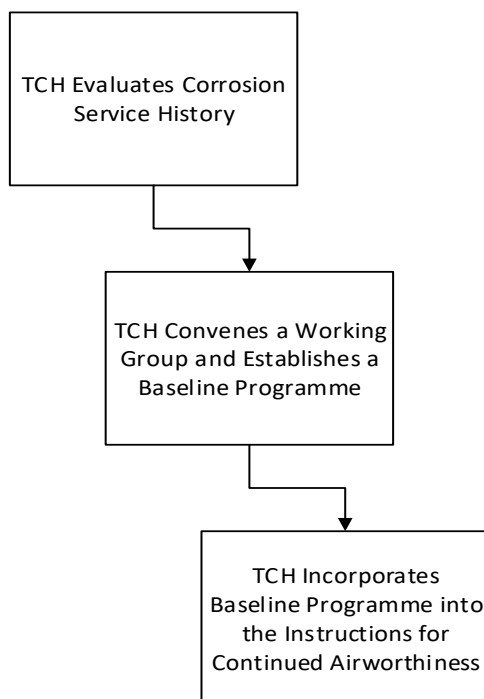 TCH Evaluates Corrosion
Service History
TCH Convenes a Working
Group and Establishes a
Baseline Programme
TCH Incorporates
Baseline Programme into
the Instructions for
Continued Airworthiness